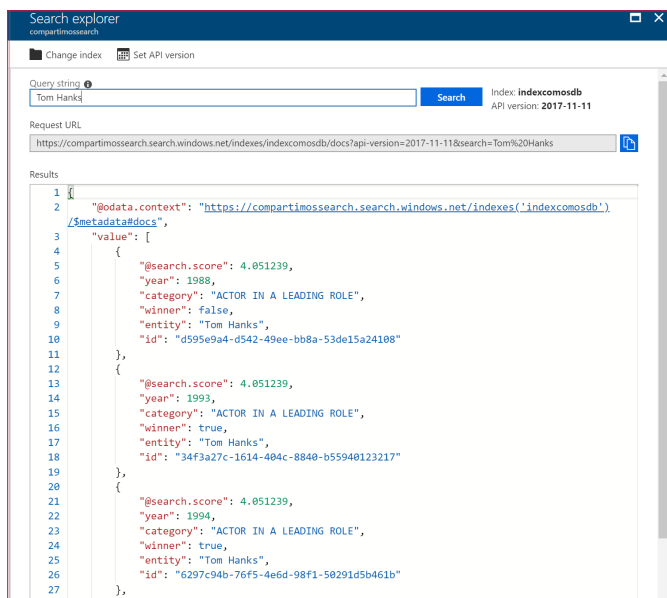 Search explorer
compartimossearch
Change index Set API version
Query string
Tom Hanks
Search
Index: indexcomosdb
API version: 2017-11-11
Request URL
https://compartimossearch.search.windows.net/indexes/indexcomosdb/docs?api-version=2017-11-11&search=Tom%20Hanks
Results
1 {
2 "@odata.context": "https://compartimossearch.search.windows.net/indexes('indexcomosdb')
/$metadata#docs",
3 "value": [
4 {
5 "@search.score": 4.051239,
6 "year": 1988,
7 "category": "ACTOR IN A LEADING ROLE",
8 "winner": false,
9 "entity": "Tom Hanks",
10 "id": "d595e9a4-d542-49ee-bb8a-53de15a24108"
11 },
12 {
13 "@search.score": 4.051239,
14 "year": 1993,
15 "category": "ACTOR IN A LEADING ROLE",
16 "winner": true,
17 "entity": "Tom Hanks",
18 "id": "34f3a27c-1614-404c-8840-b55940123217"
19 },
20 {
21 "@search.score": 4.051239,
22 "year": 1994,
23 "category": "ACTOR IN A LEADING ROLE",
24 "winner": true,
25 "entity": "Tom Hanks",
26 "id": "6297c94b-76f5-4e6d-98f1-50291d5b461b"
27 },